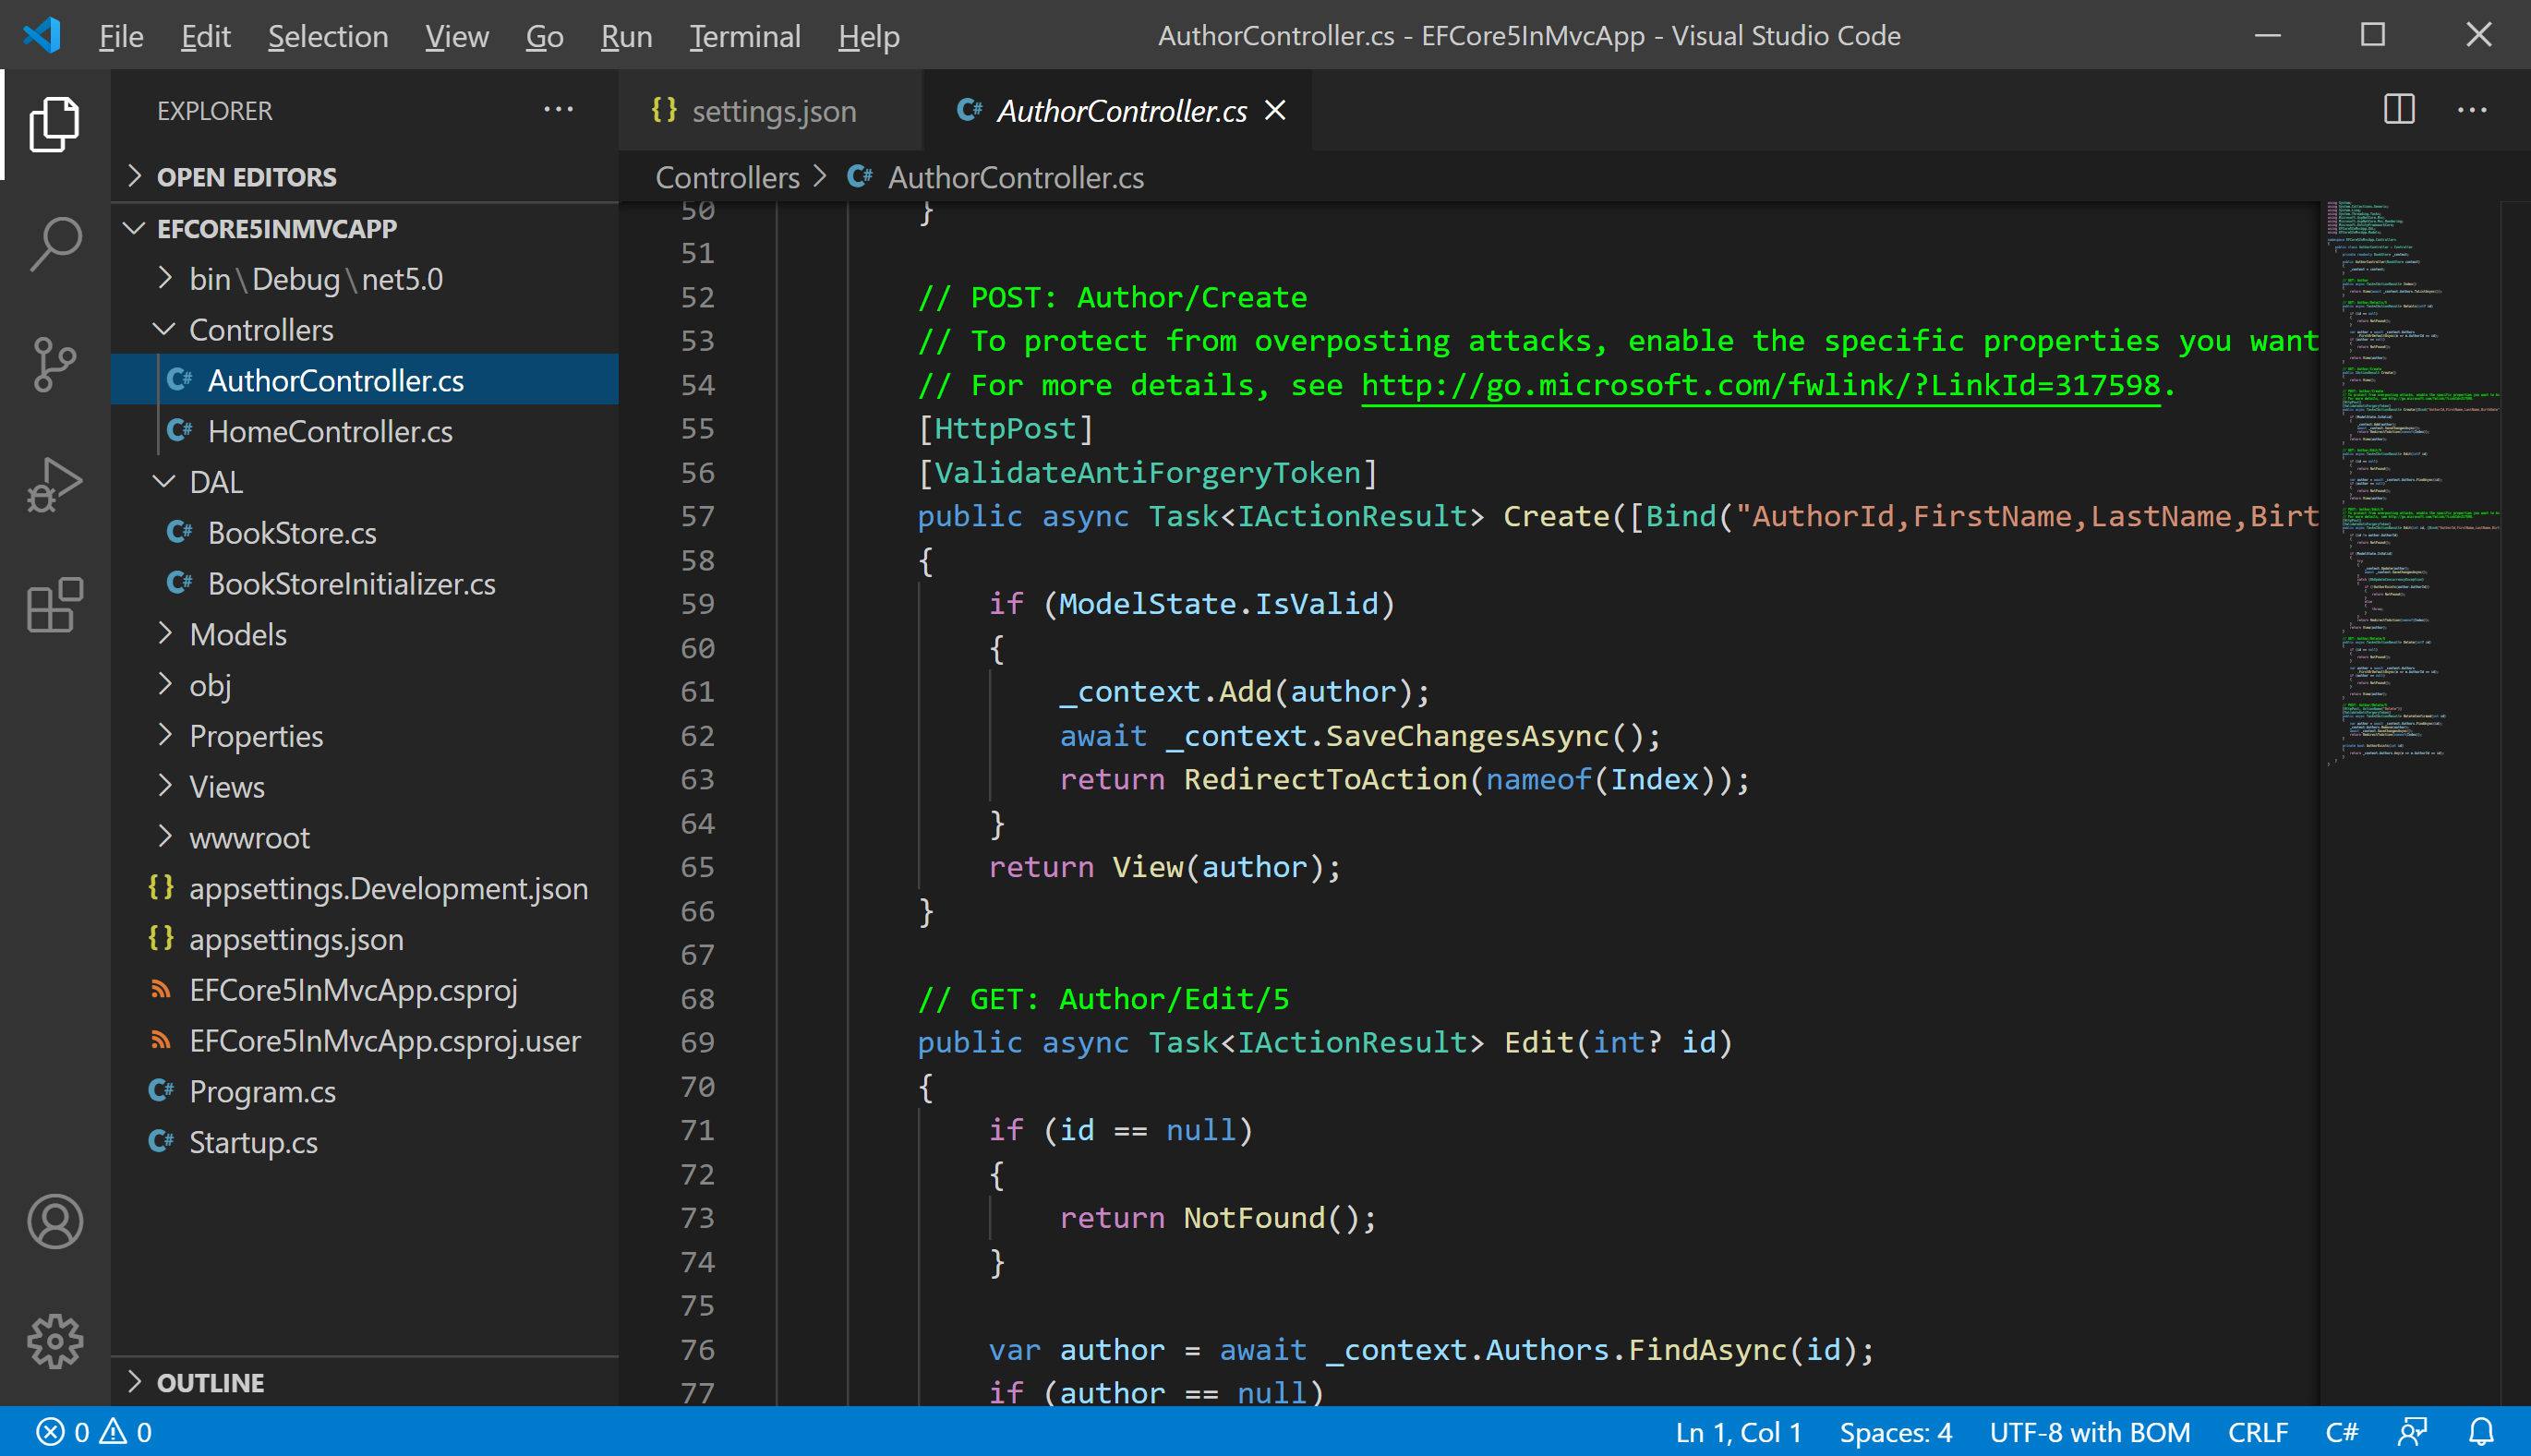 File Edit Selection View Go Run Terminal Help
AuthorController.cs - EFCore5InMvcApp - Visual Studio Code
EXPLORER
OPEN EDITORS
EFCORE5INMVCAPP
bin\Debug\net5.0
Controllers
AuthorController.cs
HomeController.cs
DAL
BookStore.cs
BookStoreInitializer.cs
Models
obj
Properties
Views
wwwroot
appsettings.Development.json
appsettings.json
EFCore5InMvcApp.csproj
EFCore5InMvcApp.csproj.user
Program.cs
Startup.cs
OUTLINE
settings.json
AuthorController.cs
Controllers > AuthorController.cs
50 }
51
52 // POST: Author/Create
53 // To protect from overposting attacks, enable the specific properties you want
54 // For more details, see http://go.microsoft.com/fwlink/?LinkId=317598.
55 [HttpPost]
56 [ValidateAntiForgeryToken]
57 public async Task<IActionResult> Create([Bind("AuthorId,FirstName,LastName,Birt
58 {
59 if (ModelState.IsValid)
60 {
61 _context.Add(author);
62 await _context.SaveChangesAsync();
63 return RedirectToAction(nameof(Index));
64 }
65 return View(author);
66 }
67
68 // GET: Author/Edit/5
69 public async Task<IActionResult> Edit(int? id)
70 {
71 if (id == null)
72 {
73 return NotFound();
74 }
75
76 var author = await _context.Authors.FindAsync(id);
77 if (author == null)
0 0
Ln 1, Col 1 Spaces: 4 UTF-8 with BOM CRLF C#